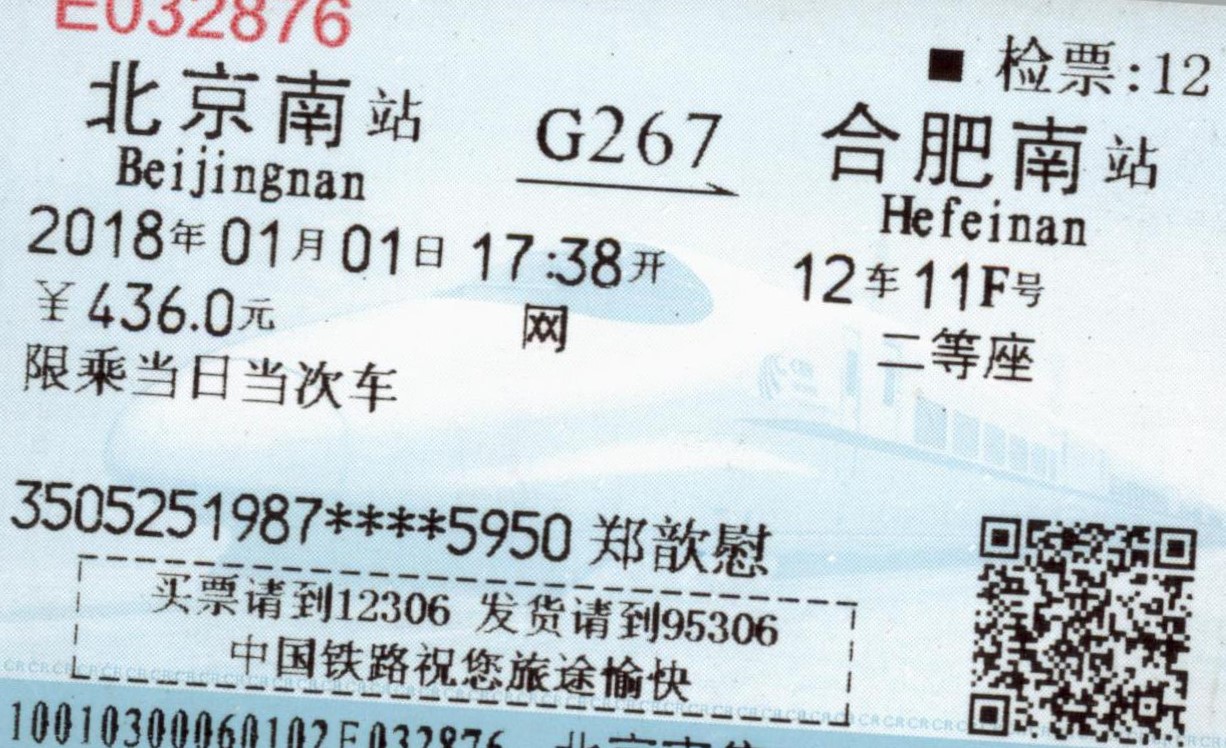 E032876
■ 检票:12
北京南站 G267 合肥南站
Beijingnan Hefeinan
2018年01月01日 17:38开 12车11F号
￥436.0元 网 二等座
限乘当日当次车
3505251987****5950 郑歆慰
买票请到12306 发货请到95306
中国铁路祝您旅途愉快
10010300060102E032876 北京南